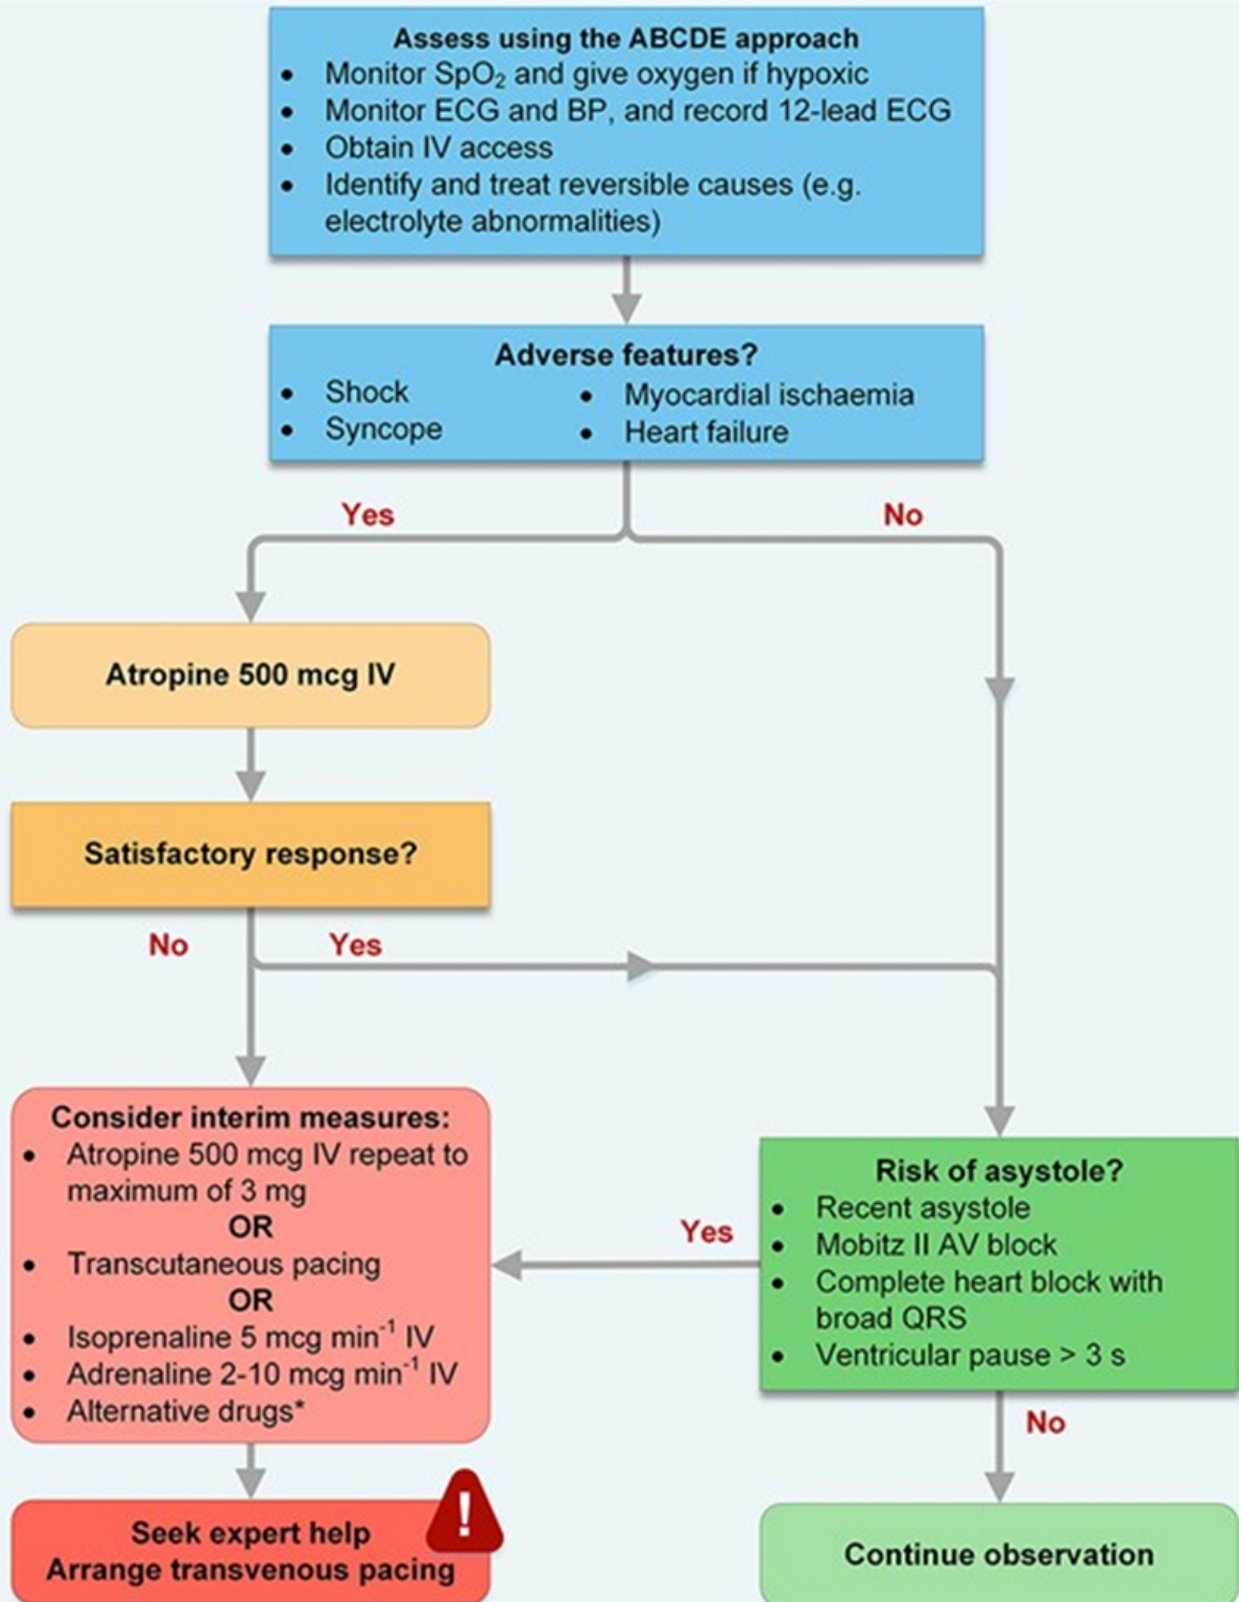 Assess using the ABCDE approach
• Monitor SpO₂ and give oxygen if hypoxic
• Monitor ECG and BP, and record 12-lead ECG
• Obtain IV access
• Identify and treat reversible causes (e.g.
electrolyte abnormalities)
Adverse features?
• Shock
• Syncope
• Myocardial ischaemia
• Heart failure
Yes
No
Atropine 500 mcg IV
Satisfactory response?
No
Yes
Consider interim measures:
• Atropine 500 mcg IV repeat to
maximum of 3 mg
OR
• Transcutaneous pacing
OR
• Isoprenaline 5 mcg min⁻¹ IV
• Adrenaline 2-10 mcg min⁻¹ IV
• Alternative drugs*
Yes
Risk of asystole?
• Recent asystole
• Mobitz II AV block
• Complete heart block with
broad QRS
• Ventricular pause > 3 s
No
!
Seek expert help
Arrange transvenous pacing
Continue observation